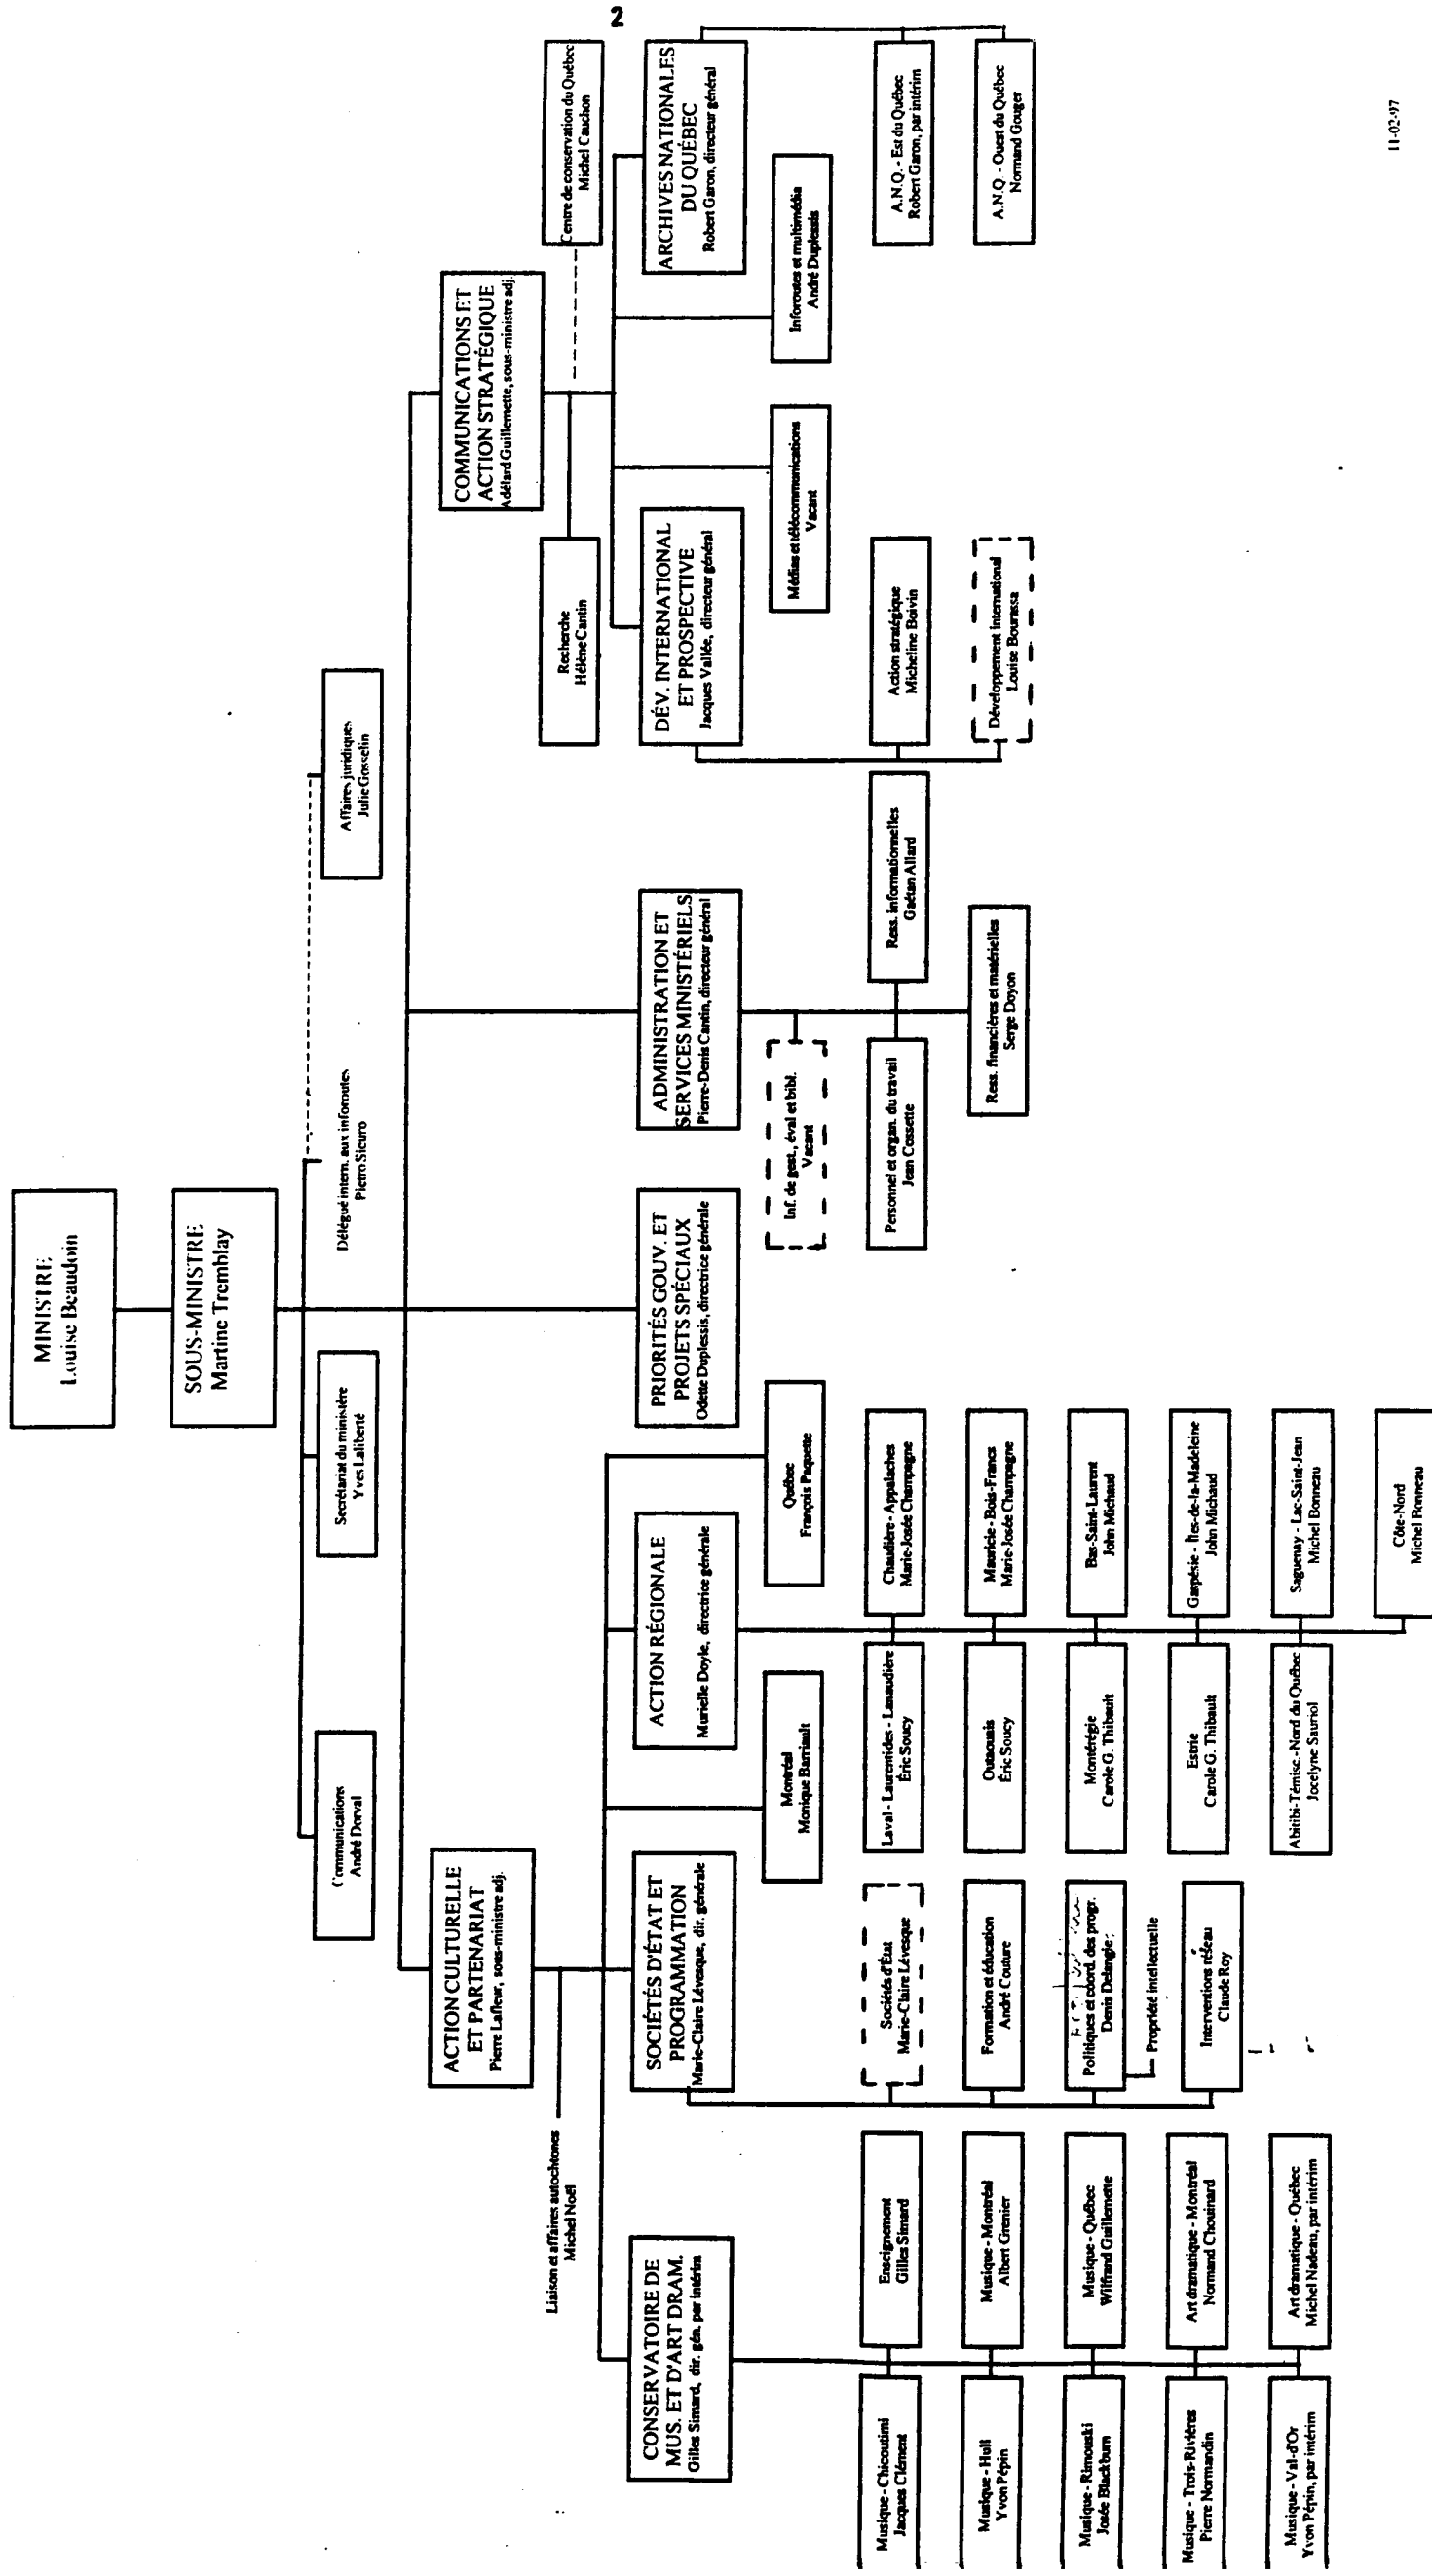 2
MINISTRE
Louise Beaudoin
SOUS-MINISTRE
Martine Tremblay
Communications
André Dorval
Secrétariat du ministère
Yves Laliberté
Délégué intern. aux inforoutes
Pietro Sicuro
Affaires juridiques
Julie Gosselin
ACTION CULTURELLE
ET PARTENARIAT
Pierre Lafleur, sous-ministre adj.
COMMUNICATIONS ET
ACTION STRATÉGIQUE
Adélard Guillemette, sous-ministre adj.
Liaison et affaires autochtones
Michel Noël
Recherche
Hélène Cantin
Centre de conservation du Québec
Michel Cauchon
CONSERVATOIRE DE
MUS. ET D'ART DRAM.
Gilles Simard, dir. gén. par intérim
SOCIÉTÉS D'ÉTAT ET
PROGRAMMATION
Marie-Claire Lévesque, dir. générale
ACTION RÉGIONALE
Murielle Doyle, directrice générale
PRIORITÉS GOUV. ET
PROJETS SPÉCIAUX
Odette Duplessis, directrice générale
ADMINISTRATION ET
SERVICES MINISTÉRIELS
Pierre-Denis Cantin, directeur général
DÉV. INTERNATIONAL
ET PROSPECTIVE
Jacques Vallée, directeur général
ARCHIVES NATIONALES
DU QUÉBEC
Robert Garon, directeur général
Montréal
Monique Barriault
Québec
François Paquette
Inf. de gest., éval et bibl.
Vacant
Médias et télécommunications
Vacant
Inforoutes et multimédia
André Duplessis
Musique - Chicoutimi
Jacques Clément
Enseignement
Gilles Simard
Sociétés d'État
Marie-Claire Lévesque
Laval - Laurentides - Lanaudière
Éric Soucy
Chaudière - Appalaches
Marie-Josée Champagne
Personnel et organ. du travail
Jean Cossette
Ress. informationnelles
Gaétan Allard
Action stratégique
Micheline Boivin
A.N.Q. - Est du Québec
Robert Garon, par intérim
Musique - Hull
Yvon Pépin
Musique - Montréal
Albert Grenier
Formation et éducation
André Couture
Outaouais
Éric Soucy
Mauricie - Bois-Francs
Marie-Josée Champagne
Ress. financières et matérielles
Serge Doyon
Développement international
Louise Bourassa
A.N.Q. - Ouest du Québec
Normand Gouger
Musique - Rimouski
Josée Blackburn
Musique - Québec
Wilfrand Guillemette
Politiques et coord. des progr.
Denis Delangie
Propriété intellectuelle
Montérégie
Carole G. Thibault
Bas-Saint-Laurent
John Michaud
Musique - Trois-Rivières
Pierre Normandin
Art dramatique - Montréal
Normand Chouinard
Interventions réseau
Claude Roy
Estrie
Carole G. Thibault
Gaspésie - Îles-de-la-Madeleine
John Michaud
Musique - Val-d'Or
Yvon Pépin, par intérim
Art dramatique - Québec
Michel Nadeau, par intérim
Abitibi-Témisc.-Nord du Québec
Jocelyne Sauriol
Saguenay - Lac-Saint-Jean
Michel Bonneau
Côte-Nord
Michel Bonneau
11-02-97